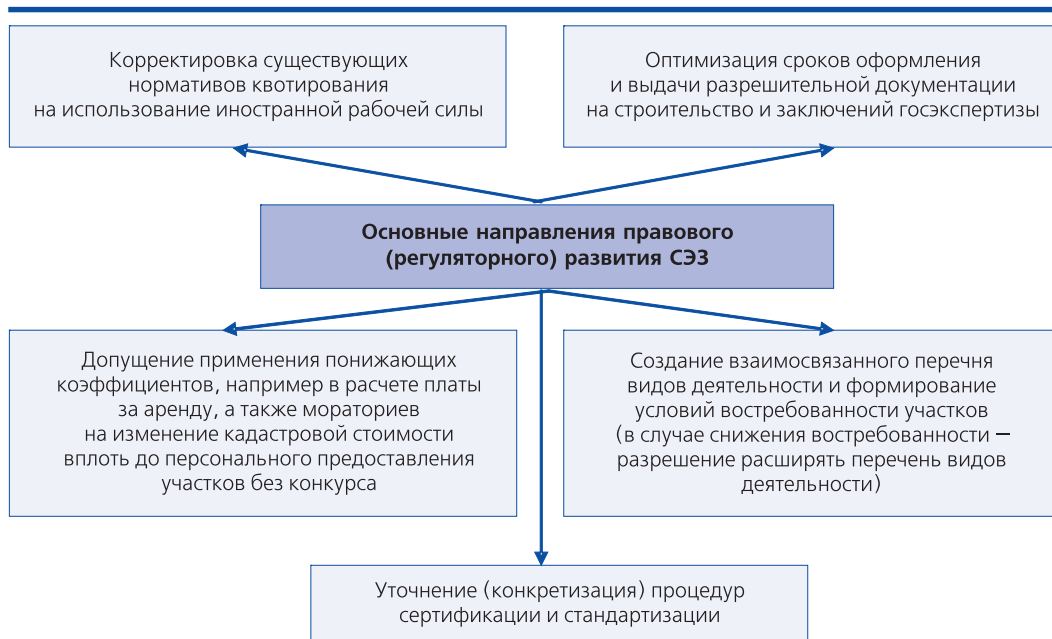 Корректировка существующих
нормативов квотирования
на использование иностранной рабочей силы
Оптимизация сроков оформления
и выдачи разрешительной документации
на строительство и заключений госэкспертизы
Основные направления правового
(регуляторного) развития СЭЗ
Допущение применения понижающих
коэффициентов, например в расчете платы
за аренду, а также мораториев
на изменение кадастровой стоимости
вплоть до персонального предоставления
участков без конкурса
Создание взаимосвязанного перечня
видов деятельности и формирование
условий востребованности участков
(в случае снижения востребованности —
разрешение расширять перечень видов
деятельности)
Уточнение (конкретизация) процедур
сертификации и стандартизации